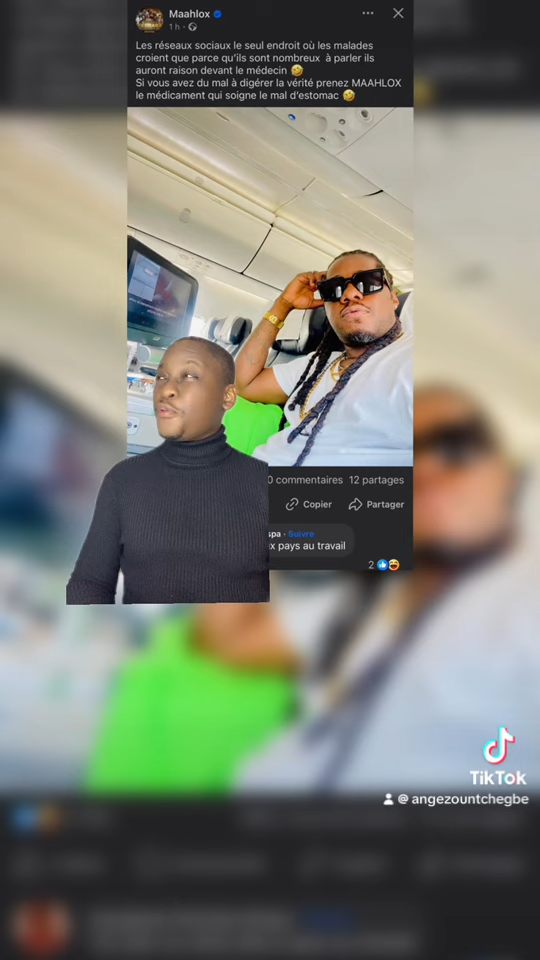 Maahlox
1 h
Les réseaux sociaux le seul endroit où les malades
croient que parce qu'ils sont nombreux à parler ils
auront raison devant le médecin 🤣
Si vous avez du mal à digérer la vérité prenez MAAHLOX
le médicament qui soigne le mal d'estomac 🤣
0 commentaires 12 partages
Copier Partager
spa · Suivre
x pays au travail
2
TikTok
@angezountchegbe